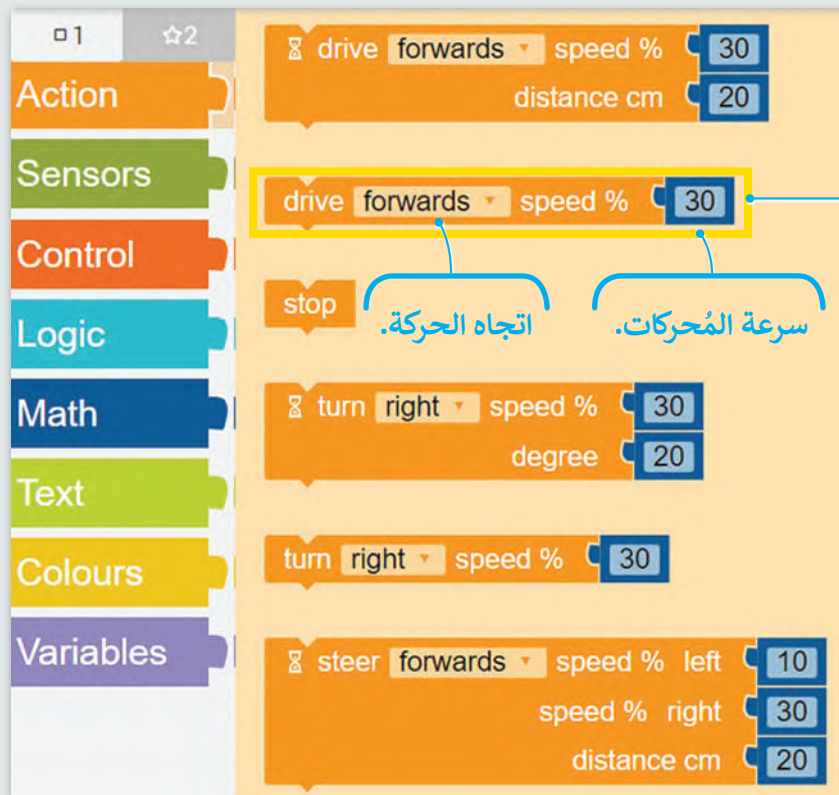 1 2
Action
Sensors
Control
Logic
Math
Text
Colours
Variables
drive forwards speed % 30
distance cm 20
drive forwards speed % 30
stop
اتجاه الحركة.
سرعة المُحركات.
turn right speed % 30
degree 20
turn right speed % 30
steer forwards speed % left 10
speed % right 30
distance cm 20